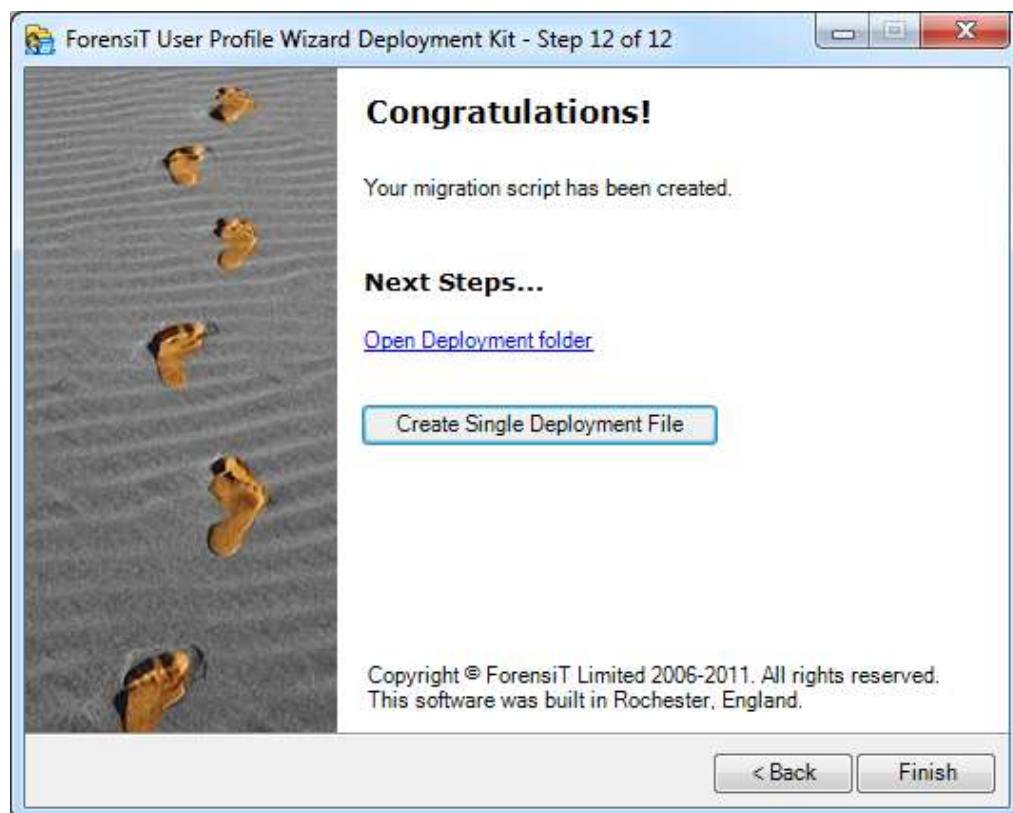 ForensiT User Profile Wizard Deployment Kit - Step 12 of 12
Congratulations!
Your migration script has been created.
Next Steps...
Open Deployment folder
Create Single Deployment File
Copyright © ForensiT Limited 2006-2011. All rights reserved.
This software was built in Rochester, England.
< Back
Finish